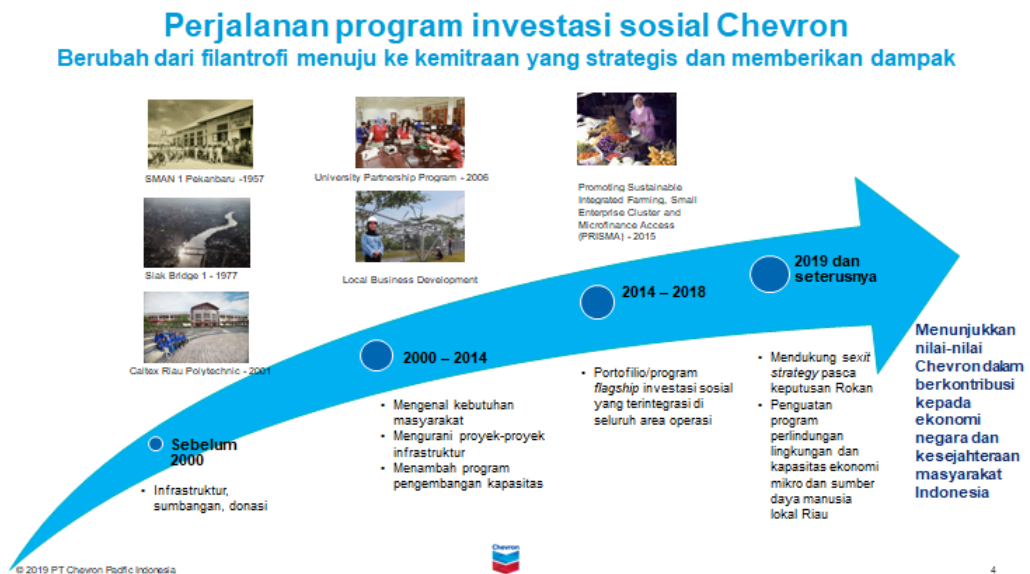 Perjalanan program investasi sosial Chevron
Berubah dari filantrofi menuju ke kemitraan yang strategis dan memberikan dampak
SMAN 1 Pekanbaru -1957
Siak Bridge 1 - 1977
Caltex Riau Polytechnic - 2001
University Partnership Program - 2006
Local Business Development
Promoting Sustainable
Integrated Farming, Small
Enterprise Cluster and
Microfinance Access
(PRISMA) - 2015
Sebelum
2000
• Infrastruktur,
sumbangan, donasi
2000 – 2014
• Mengenal kebutuhan
masyarakat
• Mengurani proyek-proyek
infrastruktur
• Menambah program
pengembangan kapasitas
2014 – 2018
• Portofilio/program
flagship investasi sosial
yang terintegrasi di
seluruh area operasi
2019 dan
seterusnya
• Mendukung sexit
strategy pasca
keputusan Rokan
• Penguatan
program
perlindungan
lingkungan dan
kapasitas ekonomi
mikro dan sumber
daya manusia
lokal Riau
Menunjukkan
nilai-nilai
Chevron dalam
berkontribusi
kepada
ekonomi
negara dan
kesejahteraan
masyarakat
Indonesia
© 2019 PT Chevron Pacific Indonesia
Chevron
4